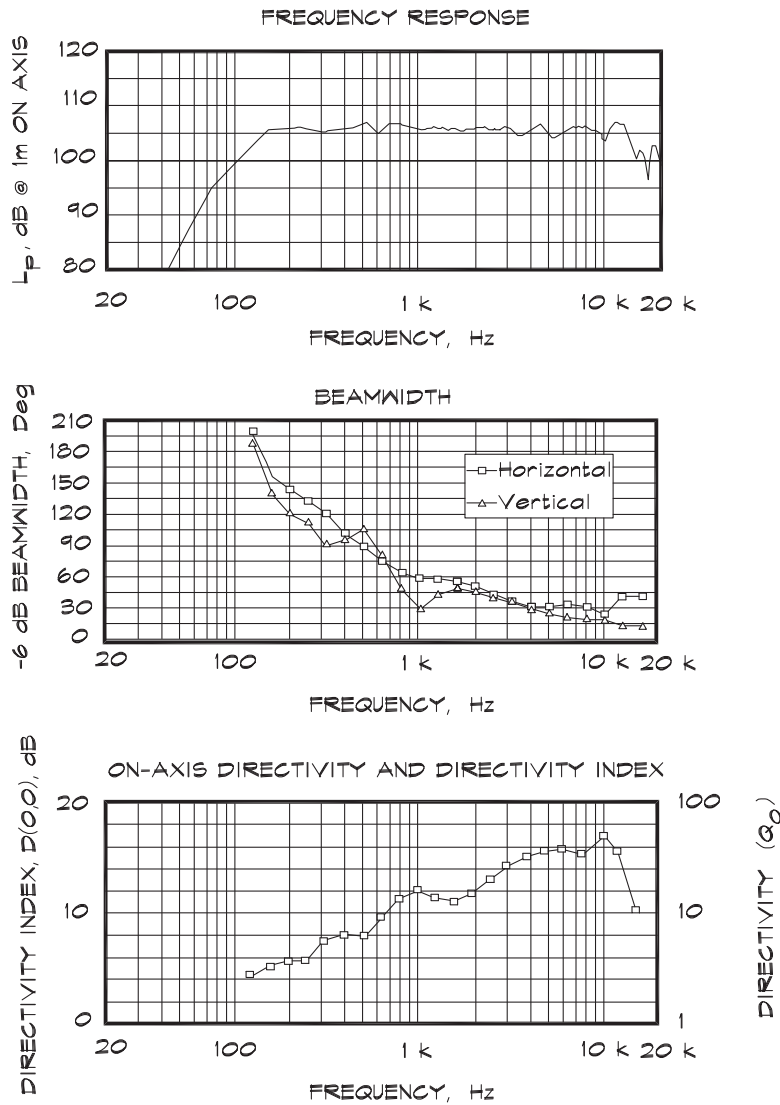 FREQUENCY RESPONSE
Lp, dB @ 1m ON AXIS
120
110
100
90
80
20 100 1 k 10 k 20 k
FREQUENCY, Hz
BEAMWIDTH
-6 dB BEAMWIDTH, Deg
210
180
150
120
90
60
30
0
Horizontal
Vertical
20 100 1 k 10 k 20 k
FREQUENCY, Hz
ON-AXIS DIRECTIVITY AND DIRECTIVITY INDEX
DIRECTIVITY INDEX, D(0,0), dB
20
10
0
100
10
1
DIRECTIVITY (Q0)
20 100 1 k 10 k 20 k
FREQUENCY, Hz